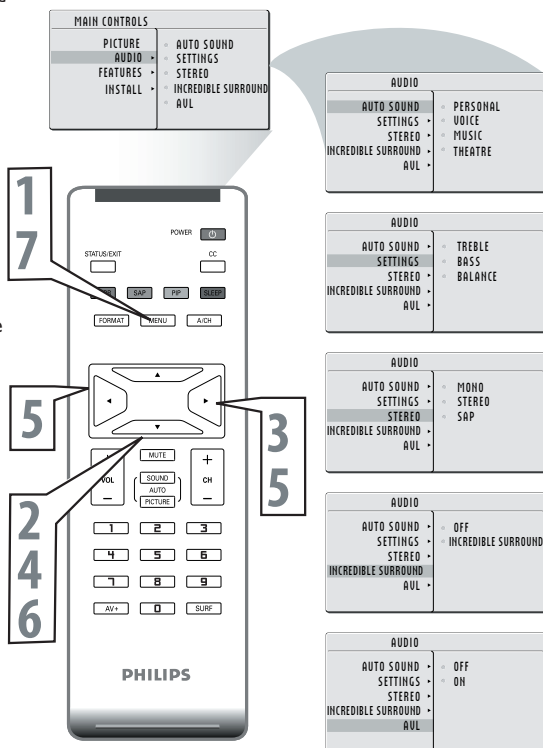 MAIN CONTROLS
PICTURE
AUDIO
FEATURES
INSTALL
AUTO SOUND
SETTINGS
STEREO
INCREDIBLE SURROUND
AVL
1
7
5
2
4
6
3
5
POWER
STATUS/EXIT
CC
SAP
PIP
SLEEP
FORMAT
MENU
A/CH
MUTE
+
VOL
–
SOUND
AUTO
PICTURE
+
CH
–
1 2 3
4 5 6
7 8 9
AV+ 0 SURF
PHILIPS
AUDIO
AUTO SOUND
SETTINGS
STEREO
INCREDIBLE SURROUND
AVL
PERSONAL
VOICE
MUSIC
THEATRE
AUDIO
AUTO SOUND
SETTINGS
STEREO
INCREDIBLE SURROUND
AVL
TREBLE
BASS
BALANCE
AUDIO
AUTO SOUND
SETTINGS
STEREO
INCREDIBLE SURROUND
AVL
MONO
STEREO
SAP
AUDIO
AUTO SOUND
SETTINGS
STEREO
INCREDIBLE SURROUND
AVL
OFF
INCREDIBLE SURROUND
AUDIO
AUTO SOUND
SETTINGS
STEREO
INCREDIBLE SURROUND
AVL
OFF
ON